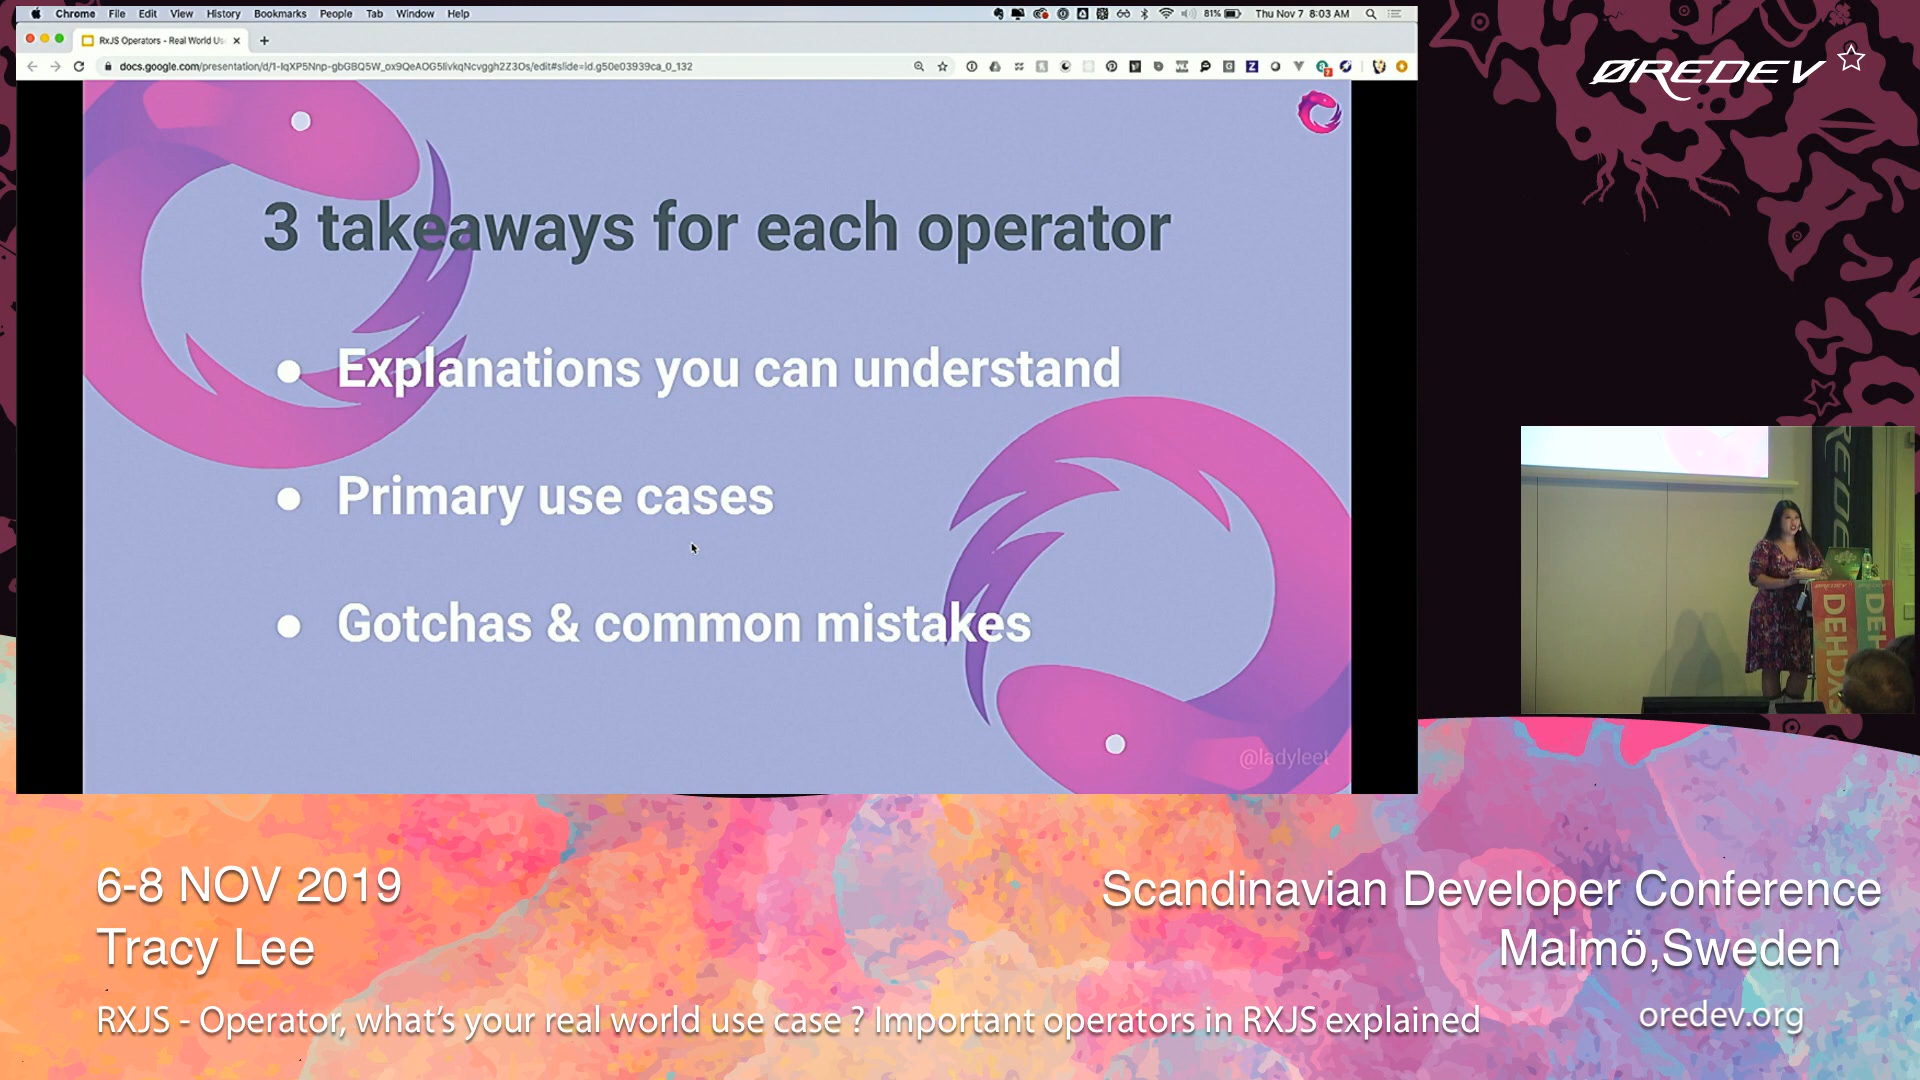 Chrome File Edit View History Bookmarks People Tab Window Help
81% Thu Nov 7 8:03 AM
RxJS Operators - Real World Us
docs.google.com/presentation/d/1-IqXP5Nnp-gbGBQ5W_ox9QeAOG5IivkqNcvggh2Z3Os/edit#slide=id.g50e03939ca_0_132
ØREDEV
3 takeaways for each operator
● Explanations you can understand
● Primary use cases
● Gotchas & common mistakes
@ladyleet
6-8 NOV 2019
Tracy Lee
Scandinavian Developer Conference
Malmö,Sweden
RXJS - Operator, what's your real world use case ? Important operators in RXJS explained
oredev.org